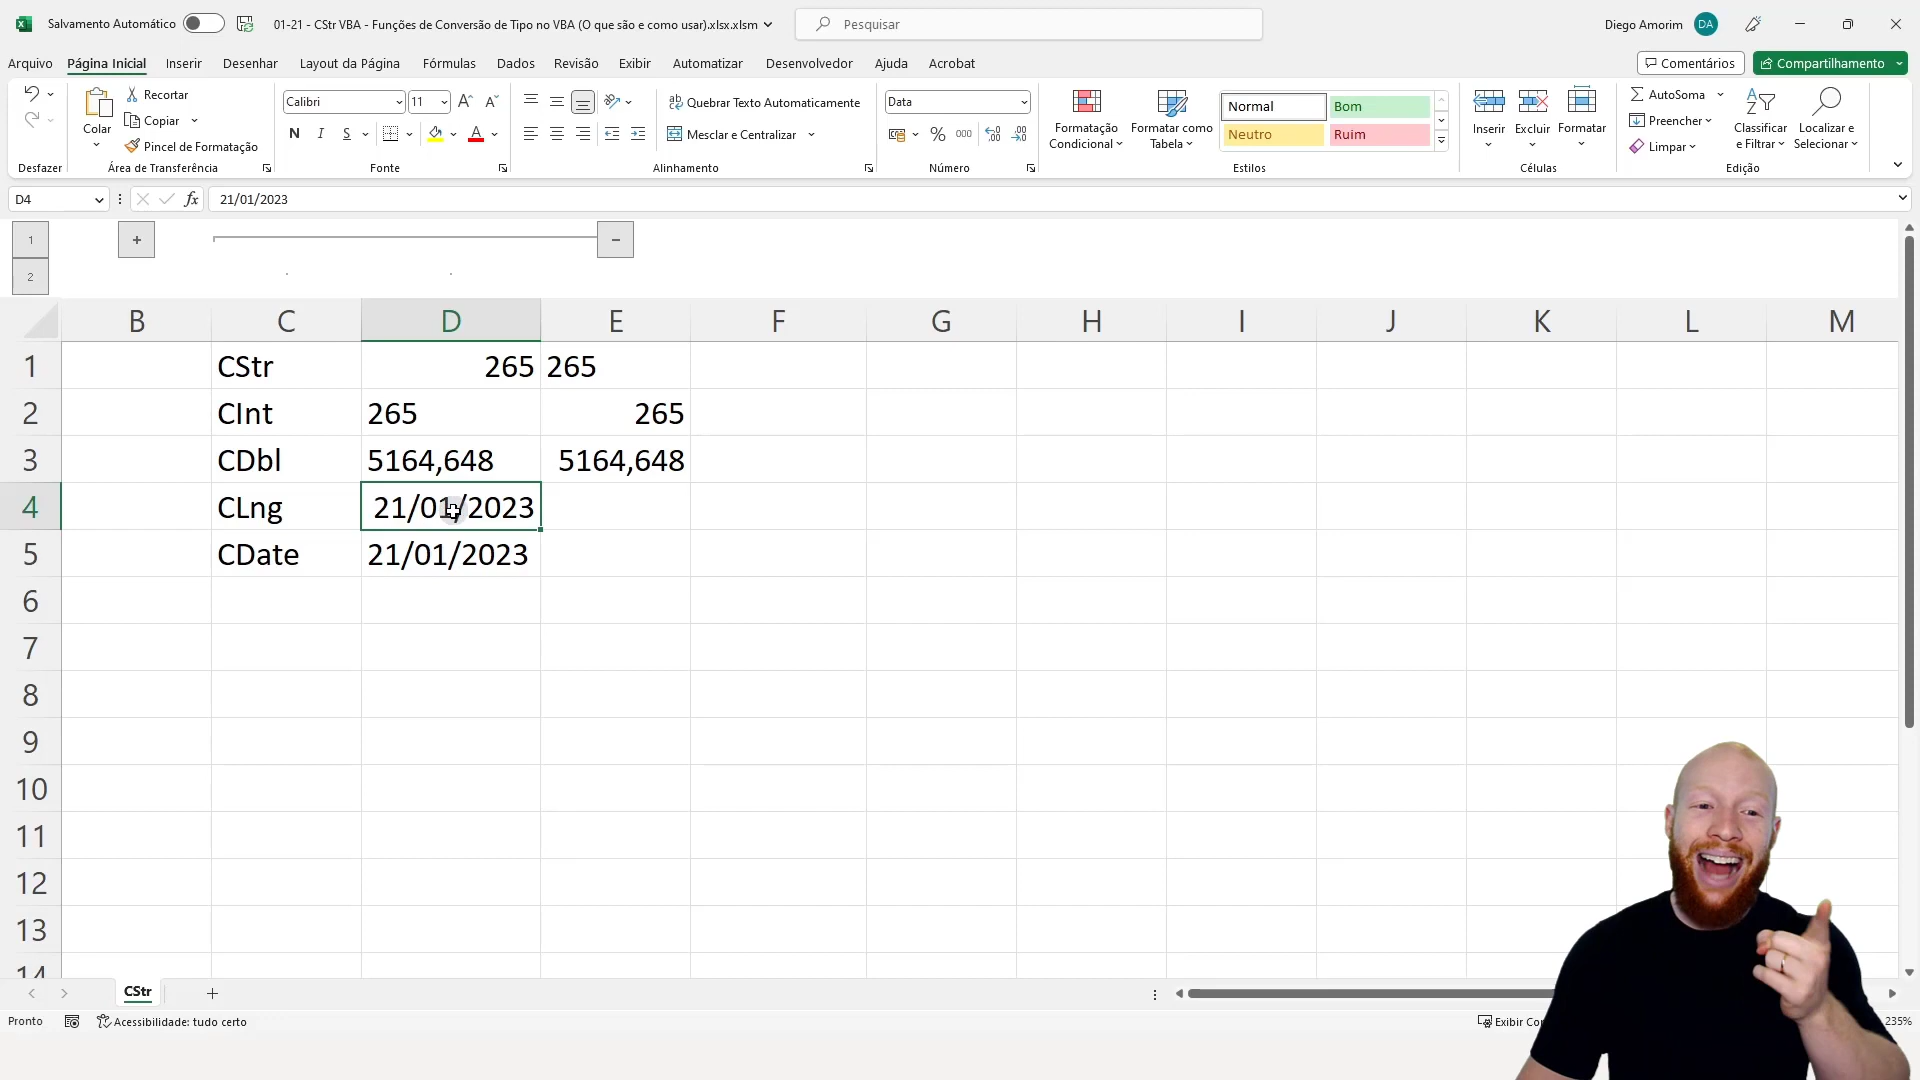 Salvamento Automático
01-21 - CStr VBA - Funções de Conversão de Tipo no VBA (O que são e como usar).xlsx.xlsm
Pesquisar
Diego Amorim
DA
Arquivo
Página Inicial
Inserir
Desenhar
Layout da Página
Fórmulas
Dados
Revisão
Exibir
Automatizar
Desenvolvedor
Ajuda
Acrobat
Comentários
Compartilhamento
Desfazer
Colar
Recortar
Copiar
Pincel de Formatação
Área de Transferência
Calibri
11
N I S
A A
Fonte
Quebrar Texto Automaticamente
Mesclar e Centralizar
Alinhamento
Data
% 000
Número
Formatação Condicional
Formatar como Tabela
Normal
Bom
Neutro
Ruim
Estilos
Inserir
Excluir
Formatar
Células
AutoSoma
Preencher
Limpar
Classificar e Filtrar
Localizar e Selecionar
Edição
D4
fx
21/01/2023
1
2
B C D E F G H I J K L M
1 CStr 265 265
2 CInt 265 265
3 CDbl 5164,648 5164,648
4 CLng 21/01/2023
5 CDate 21/01/2023
6
7
8
9
10
11
12
13
14
CStr
Pronto
Acessibilidade: tudo certo
235%